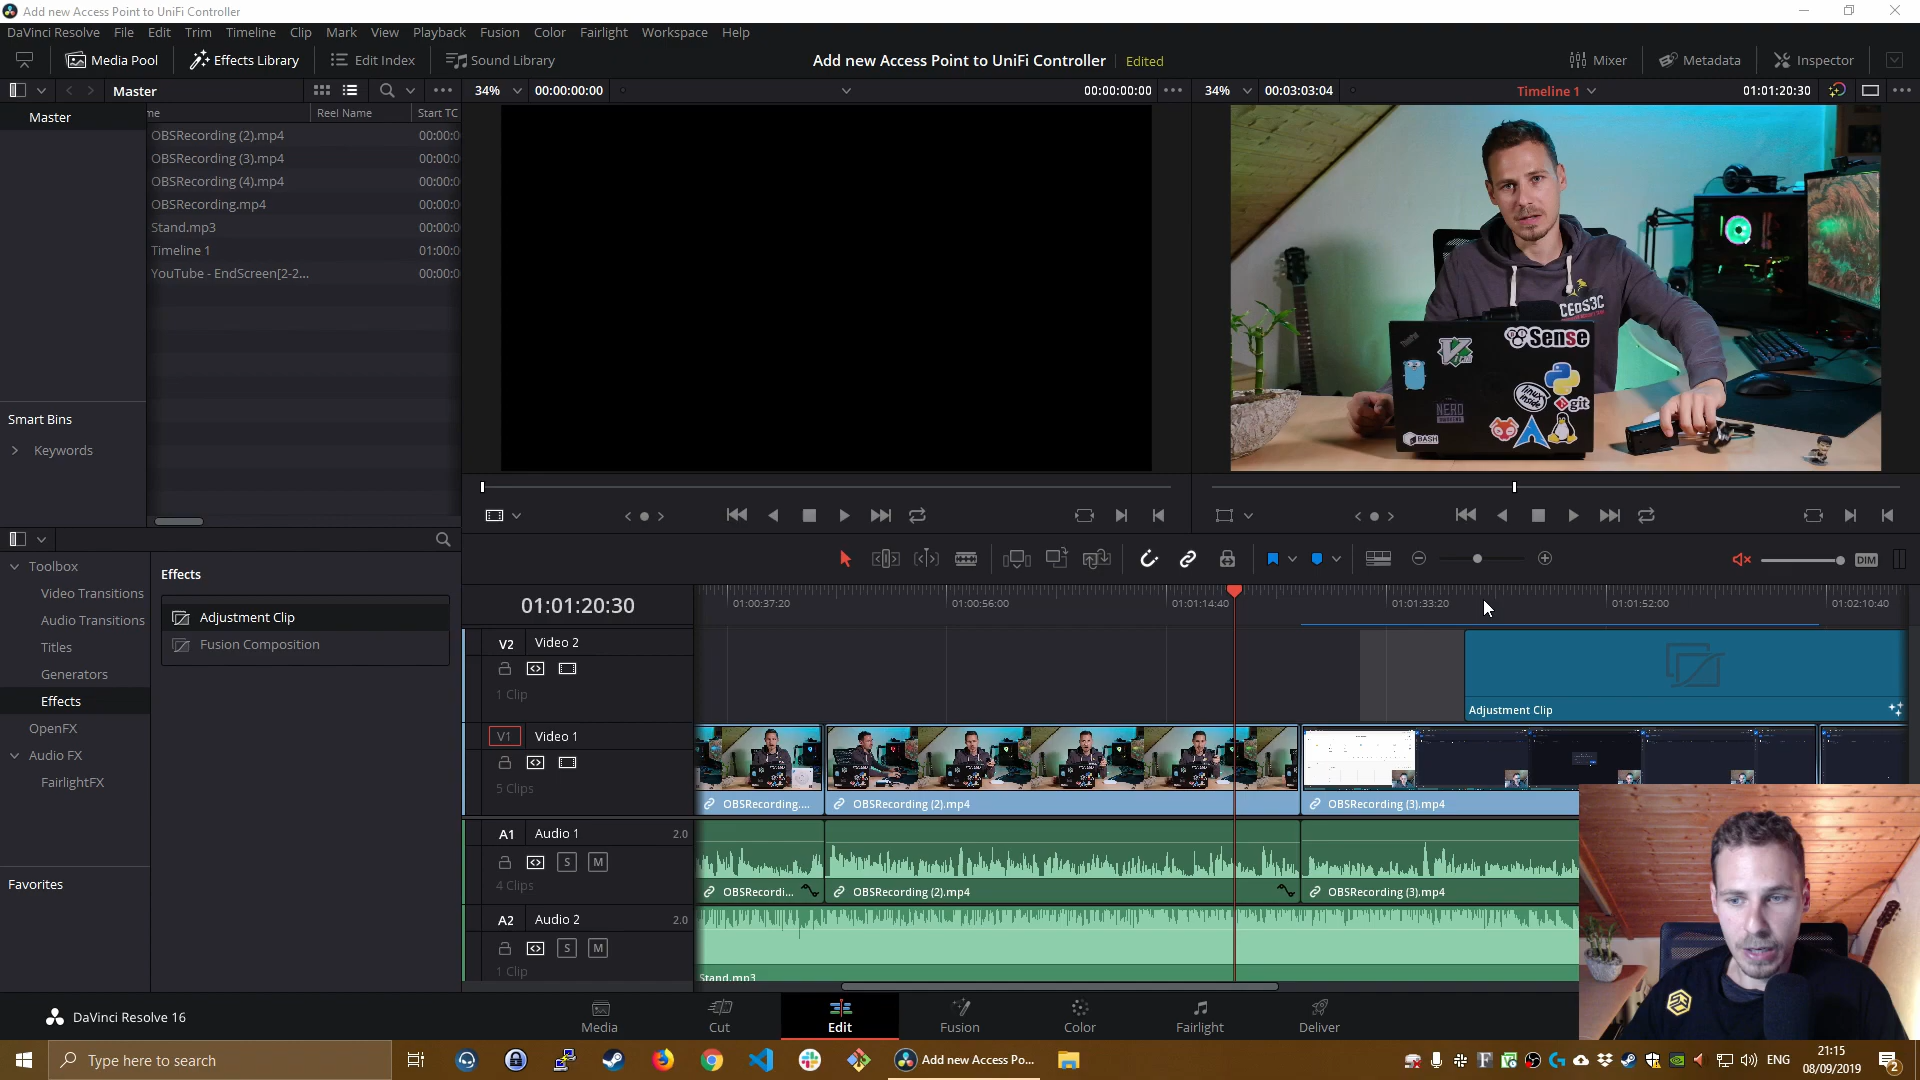 Add new Access Point to UniFi Controller
DaVinci Resolve File Edit Trim Timeline Clip Mark View Playback Fusion Color Fairlight Workspace Help
Media Pool Effects Library Edit Index Sound Library Add new Access Point to UniFi Controller Edited Mixer Metadata Inspector
Master 34% 00:00:00:00 00:00:00:00 34% 00:03:03:04 Timeline 1 01:01:20:30
Master
me Reel Name Start TC
OBSRecording (2).mp4 00:00:0
OBSRecording (3).mp4 00:00:0
OBSRecording (4).mp4 00:00:0
OBSRecording.mp4 00:00:0
Stand.mp3 00:00:0
Timeline 1 01:00:0
YouTube - EndScreen[2-2... 00:00:0
Smart Bins
Keywords
CEOS3C
Sense
NERD
LINUX INSIDE
git
BASH
Toolbox
Video Transitions
Audio Transitions
Titles
Generators
Effects
OpenFX
Audio FX
FairlightFX
Favorites
Effects
Adjustment Clip
Fusion Composition
DIM
01:01:20:30
01:00:37:20 01:00:56:00 01:01:14:40 01:01:33:20 01:01:52:00 01:02:10:40
V2 Video 2
1 Clip
Adjustment Clip
V1 Video 1
5 Clips
OBSRecording.... OBSRecording (2).mp4 OBSRecording (3).mp4
A1 Audio 1 2.0
S M
4 Clips
OBSRecordi... OBSRecording (2).mp4 OBSRecording (3).mp4
A2 Audio 2 2.0
S M
1 Clip
Stand.mp3
DaVinci Resolve 16
Media Cut Edit Fusion Color Fairlight Deliver
Type here to search
Add new Access Po...
ENG
21:15
08/09/2019
2